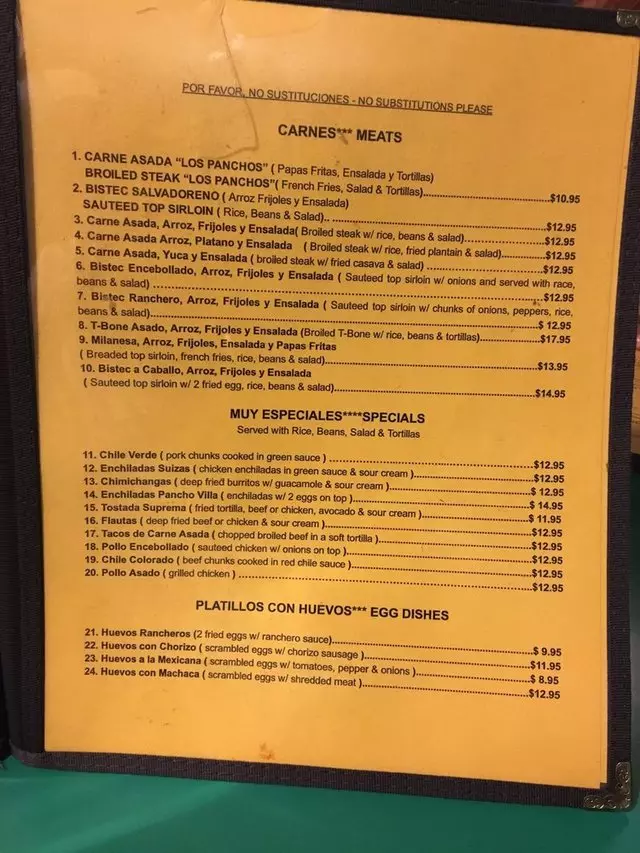 POR FAVOR, NO SUSTITUCIONES - NO SUBSTITUTIONS PLEASE
CARNES*** MEATS
1. CARNE ASADA "LOS PANCHOS" ( Papas Fritas, Ensalada y Tortillas)
BROILED STEAK "LOS PANCHOS"( French Fries, Salad & Tortillas)..............................$10.95
2. BISTEC SALVADORENO ( Arroz Frijoles y Ensalada)
SAUTEED TOP SIRLOIN ( Rice, Beans & Salad).. ..................................................$12.95
3. Carne Asada, Arroz, Frijoles y Ensalada( Broiled steak w/ rice, beans & salad)....................$12.95
4. Carne Asada Arroz, Platano y Ensalada ( Broiled steak w/ rice, fried plantain & salad)..............$12.95
5. Carne Asada, Yuca y Ensalada ( broiled steak w/ fried casava & salad) ..............................$12.95
6. Bistec Encebollado, Arroz, Frijoles y Ensalada ( Sauteed top sirloin w/ onions and served with race,
beans & salad) ..............................................................................$12.95
7. Bistec Ranchero, Arroz, Frijoles y Ensalada ( Sauteed top sirloin w/ chunks of onions, peppers, rice,
beans & salad)..............................................................................$ 12.95
8. T-Bone Asado, Arroz, Frijoles y Ensalada (Broiled T-Bone w/ rice, beans & tortillas)................$17.95
9. Milanesa, Arroz, Frijoles, Ensalada y Papas Fritas
( Breaded top sirloin, french fries, rice, beans & salad)..................................................$13.95
10. Bistec a Caballo, Arroz, Frijoles y Ensalada
( Sauteed top sirloin w/ 2 fried egg, rice, beans & salad)..................................................$14.95
MUY ESPECIALES****SPECIALS
Served with Rice, Beans, Salad & Tortillas
11. Chile Verde ( pork chunks cooked in green sauce ) ..................................................$12.95
12. Enchiladas Suizas ( chicken enchiladas in green sauce & sour cream )..............................$12.95
13. Chimichangas ( deep fried burritos w/ guacamole & sour cream )..............................$ 12.95
14. Enchiladas Pancho Villa ( enchiladas w/ 2 eggs on top )........................................$ 14.95
15. Tostada Suprema ( fried tortilla, beef or chicken, avocado & sour cream )........................$ 11.95
16. Flautas ( deep fried beef or chicken & sour cream )..................................................$12.95
17. Tacos de Carne Asada ( chopped broiled beef in a soft tortilla )..............................$12.95
18. Pollo Encebollado ( sauteed chicken w/ onions on top )........................................$12.95
19. Chile Colorado ( beef chunks cooked in red chile sauce )........................................$12.95
20. Pollo Asado ( grilled chicken ) ..................................................................$12.95
PLATILLOS CON HUEVOS*** EGG DISHES
21. Huevos Rancheros (2 fried eggs w/ ranchero sauce)..................................................$ 9.95
22. Huevos con Chorizo ( scrambled eggs w/ chorizo sausage )........................................$11.95
23. Huevos a la Mexicana ( scrambled eggs w/ tomatoes, pepper & onions )..............................$ 8.95
24. Huevos con Machaca ( scrambled eggs w/ shredded meat )........................................$12.95